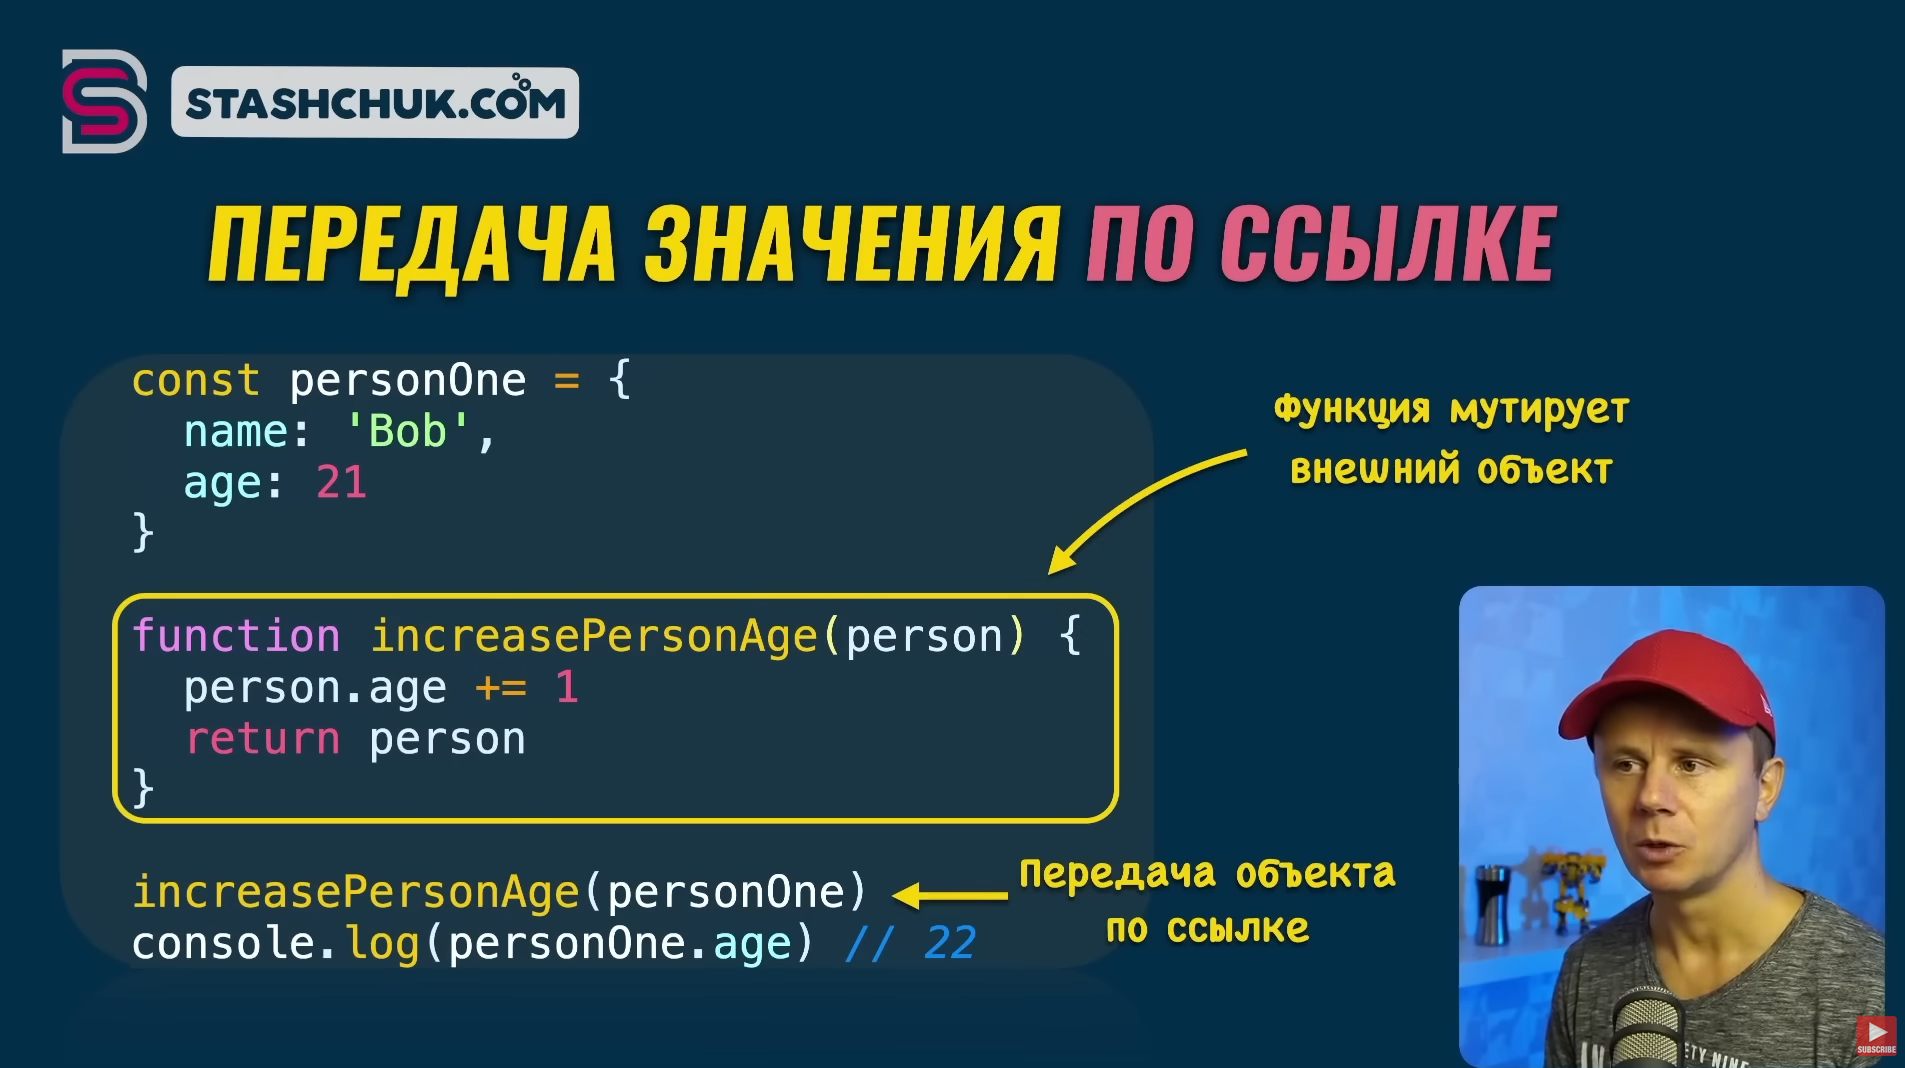 STASHCHUK.COM
ПЕРЕДАЧА ЗНАЧЕНИЯ ПО ССЫЛКЕ
const personOne = {
  name: 'Bob',
  age: 21
}
Функция мутирует
внешний объект
function increasePersonAge(person) {
  person.age += 1
  return person
}
increasePersonAge(personOne)
console.log(personOne.age) // 22
Передача объекта
по ссылке
SUBSCRIBE